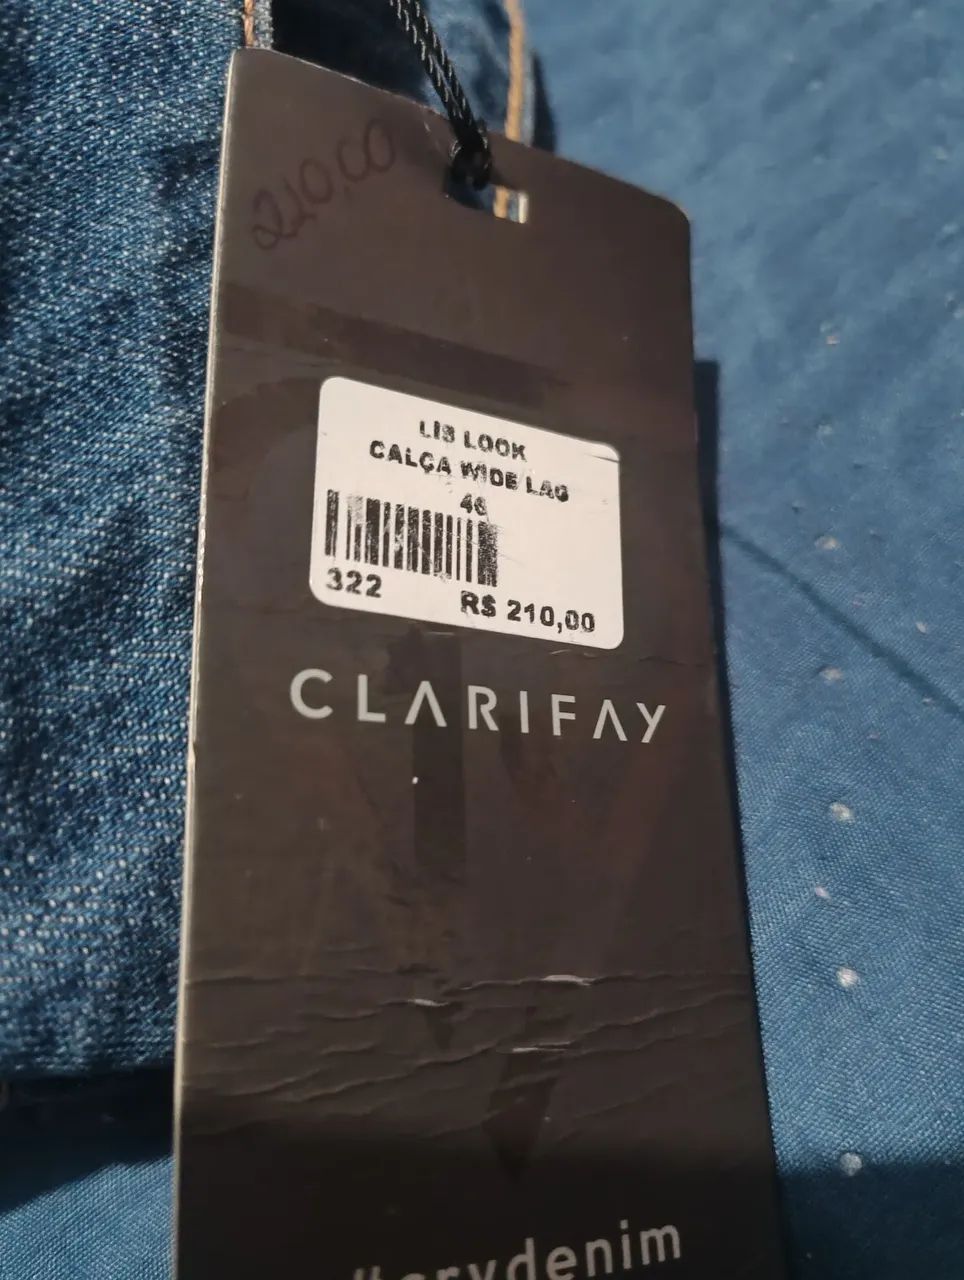 210,00
LIS LOOK
CALÇA WIDE LAG
46
322 R$ 210,00
CLARIFAY